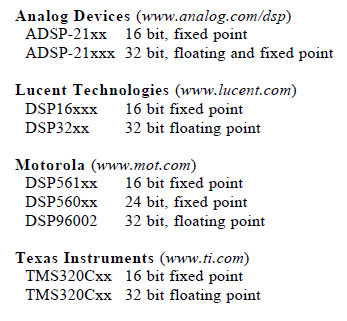 Analog Devices (www.analog.com/dsp)
ADSP-21xx 16 bit, fixed point
ADSP-21xxx 32 bit, floating and fixed point
Lucent Technologies (www.lucent.com)
DSP16xxx 16 bit fixed point
DSP32xx 32 bit floating point
Motorola (www.mot.com)
DSP561xx 16 bit fixed point
DSP560xx 24 bit, fixed point
DSP96002 32 bit, floating point
Texas Instruments (www.ti.com)
TMS320Cxx 16 bit fixed point
TMS320Cxx 32 bit floating point